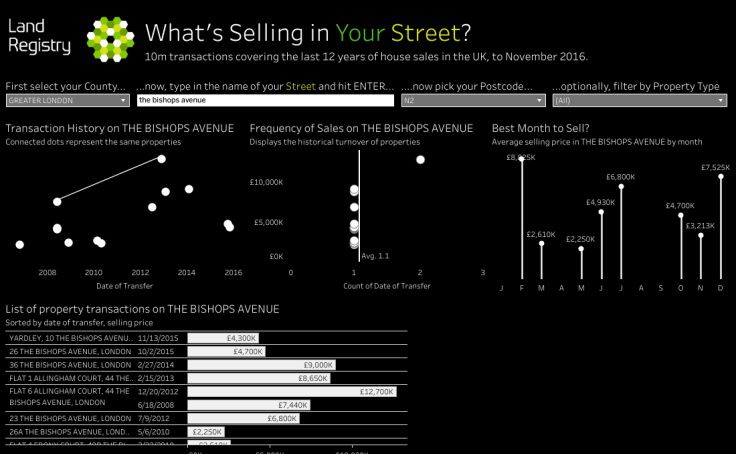 Land
Registry
What's Selling in Your Street?
10m transactions covering the last 12 years of house sales in the UK, to November 2016.
First select your County... ...now, type in the name of your Street and hit ENTER... ....now pick your Postcode... ...optionally, filter by Property Type
GREATER LONDON the bishops avenue N2 (All)
Transaction History on THE BISHOPS AVENUE
Connected dots represent the same properties
2008 2010 2012 2014 2016
Date of Transfer
Frequency of Sales on THE BISHOPS AVENUE
Displays the historical turnover of properties
£10,000K
£5,000K
£0K
Avg. 1.1
0 1 2 3
Count of Date of Transfer
Best Month to Sell?
Average selling price in THE BISHOPS AVENUE by month
£8,825K
£7,525K
£6,800K
£4,930K
£4,700K
£2,610K
£2,250K
£3,213K
J F M A M J J A S O N D
List of property transactions on THE BISHOPS AVENUE
Sorted by date of transfer, selling price
YARDLEY, 10 THE BISHOPS AVENU.. 11/13/2015 £4,300K
26 THE BISHOPS AVENUE, LONDON 10/2/2015 £4,700K
36 THE BISHOPS AVENUE, LONDON 2/27/2014 £9,000K
FLAT 1 ALLINGHAM COURT, 44 THE.. 2/15/2013 £8,650K
FLAT 6 ALLINGHAM COURT, 44 THE 12/20/2012 £12,700K
BISHOPS AVENUE, LONDON 6/18/2008 £7,440K
23 THE BISHOPS AVENUE, LONDON 7/9/2012 £6,800K
26A THE BISHOPS AVENUE, LOND.. 5/6/2010 £2,250K